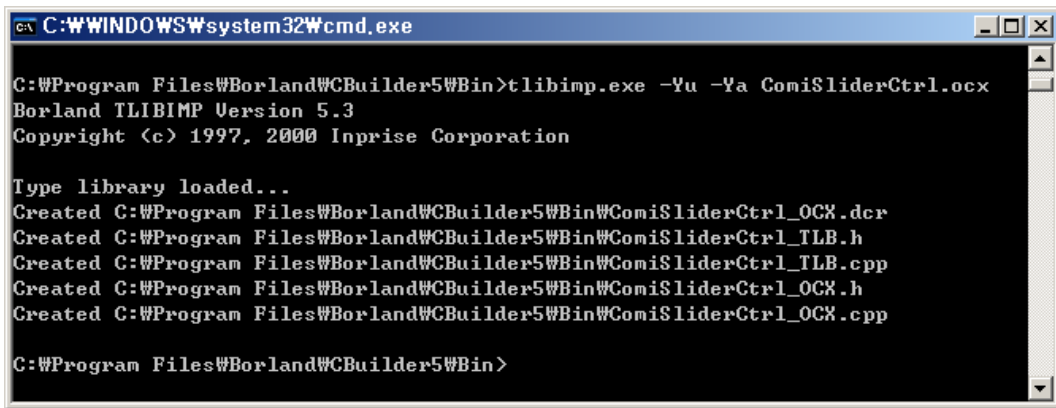 C:₩WINDOWS₩system32₩cmd.exe
C:₩Program Files₩Borland₩CBuilder5₩Bin>tlibimp.exe -Yu -Ya ComiSliderCtrl.ocx
Borland TLIBIMP Version 5.3
Copyright (c) 1997, 2000 Inprise Corporation
Type library loaded...
Created C:₩Program Files₩Borland₩CBuilder5₩Bin₩ComiSliderCtrl_OCX.dcr
Created C:₩Program Files₩Borland₩CBuilder5₩Bin₩ComiSliderCtrl_TLB.h
Created C:₩Program Files₩Borland₩CBuilder5₩Bin₩ComiSliderCtrl_TLB.cpp
Created C:₩Program Files₩Borland₩CBuilder5₩Bin₩ComiSliderCtrl_OCX.h
Created C:₩Program Files₩Borland₩CBuilder5₩Bin₩ComiSliderCtrl_OCX.cpp
C:₩Program Files₩Borland₩CBuilder5₩Bin>